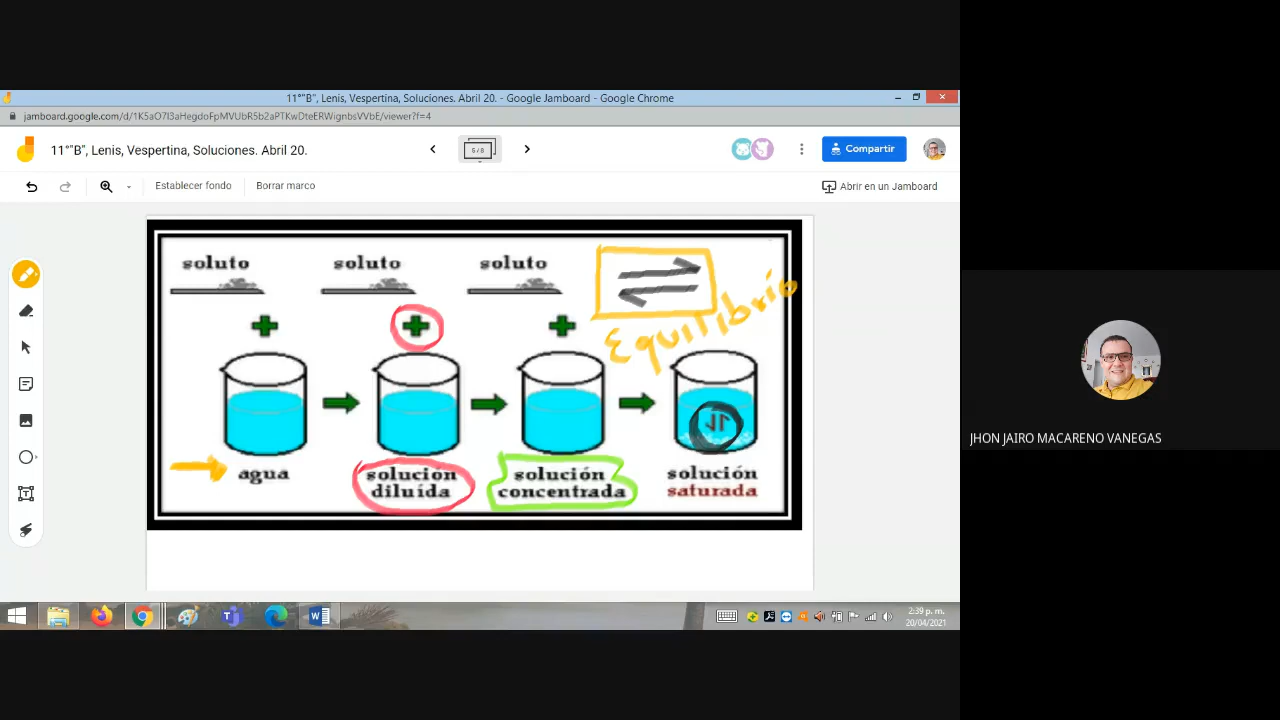 11°"B", Lenis, Vespertina, Soluciones. Abril 20. - Google Jamboard - Google Chrome
jamboard.google.com/d/1K5aO7I3aHegdoFpMVUbR5b2aPTKwDteERWignbsVVbE/viewer?f=4
11°"B", Lenis, Vespertina, Soluciones. Abril 20.
5 / 8
Compartir
Establecer fondo
Borrar marco
Abrir en un Jamboard
soluto
soluto
soluto
Equilibrio
agua
solución
diluída
solución
concentrada
solución
saturada
JHON JAIRO MACARENO VANEGAS
2:39 p. m.
20/04/2021